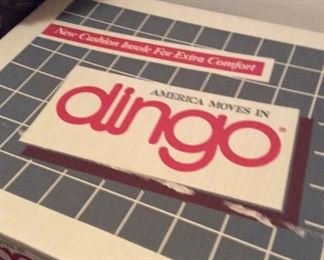 New Cushion Insole For Extra Comfort
AMERICA MOVES IN
dingo®